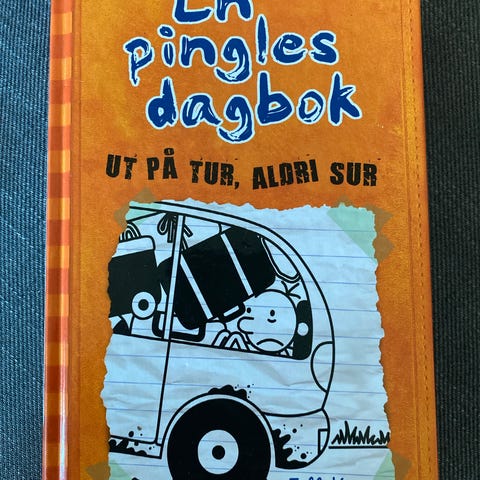 En
pingles
dagbok
UT PÅ TUR, ALDRI SUR